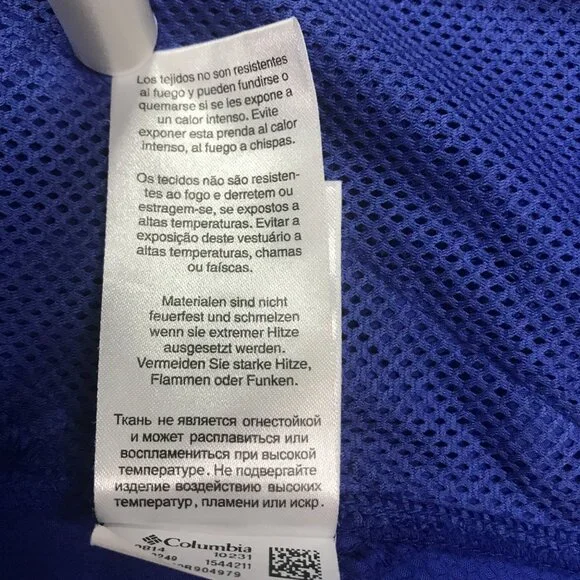 Los tejidos no son resistentes
al fuego y pueden fundirse o
quemarse si se les expone a
un calor intenso. Evite
exponer esta prenda al calor
intenso, al fuego a chispas.
Os tecidos não são resisten-
tes ao fogo e derretem ou
estragem-se, se expostos a
altas temperaturas. Evitar a
exposição deste vestuário a
altas temperaturas, chamas
ou faíscas.
Materialen sind nicht
feuerfest und schmelzen
wenn sie extremer Hitze
ausgesetzt werden.
Vermeiden Sie starke Hitze,
Flammen oder Funken.
Ткань не является огнестойкой
и может расплавиться или
воспламениться при высокой
температуре. Не подвергайте
изделие воздействию высоких
температур, пламени или искр.
Columbia
0814 10231
1544211
904979